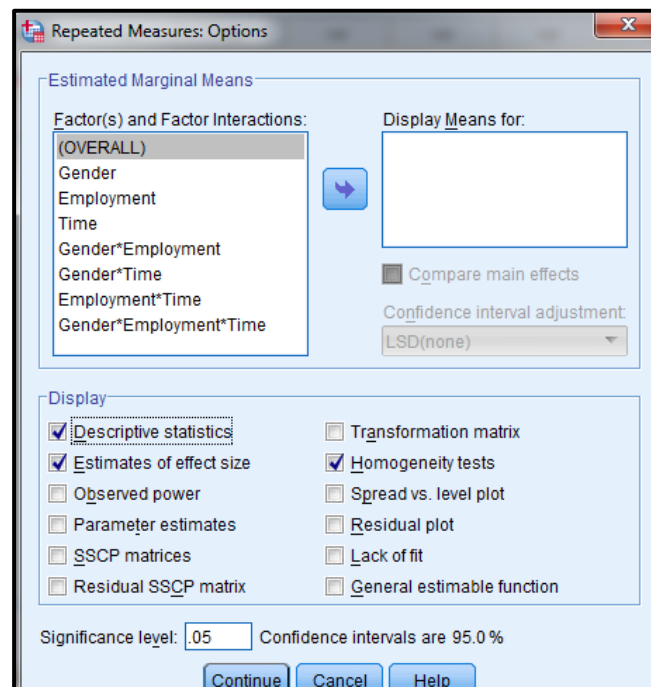 Repeated Measures: Options
Estimated Marginal Means
Factor(s) and Factor Interactions:
(OVERALL)
Gender
Employment
Time
Gender*Employment
Gender*Time
Employment*Time
Gender*Employment*Time
Display Means for:
Compare main effects
Confidence interval adjustment:
LSD(none)
Display
Descriptive statistics
Transformation matrix
Estimates of effect size
Homogeneity tests
Observed power
Spread vs. level plot
Parameter estimates
Residual plot
SSCP matrices
Lack of fit
Residual SSCP matrix
General estimable function
Significance level: .05 Confidence intervals are 95.0 %
Continue Cancel Help